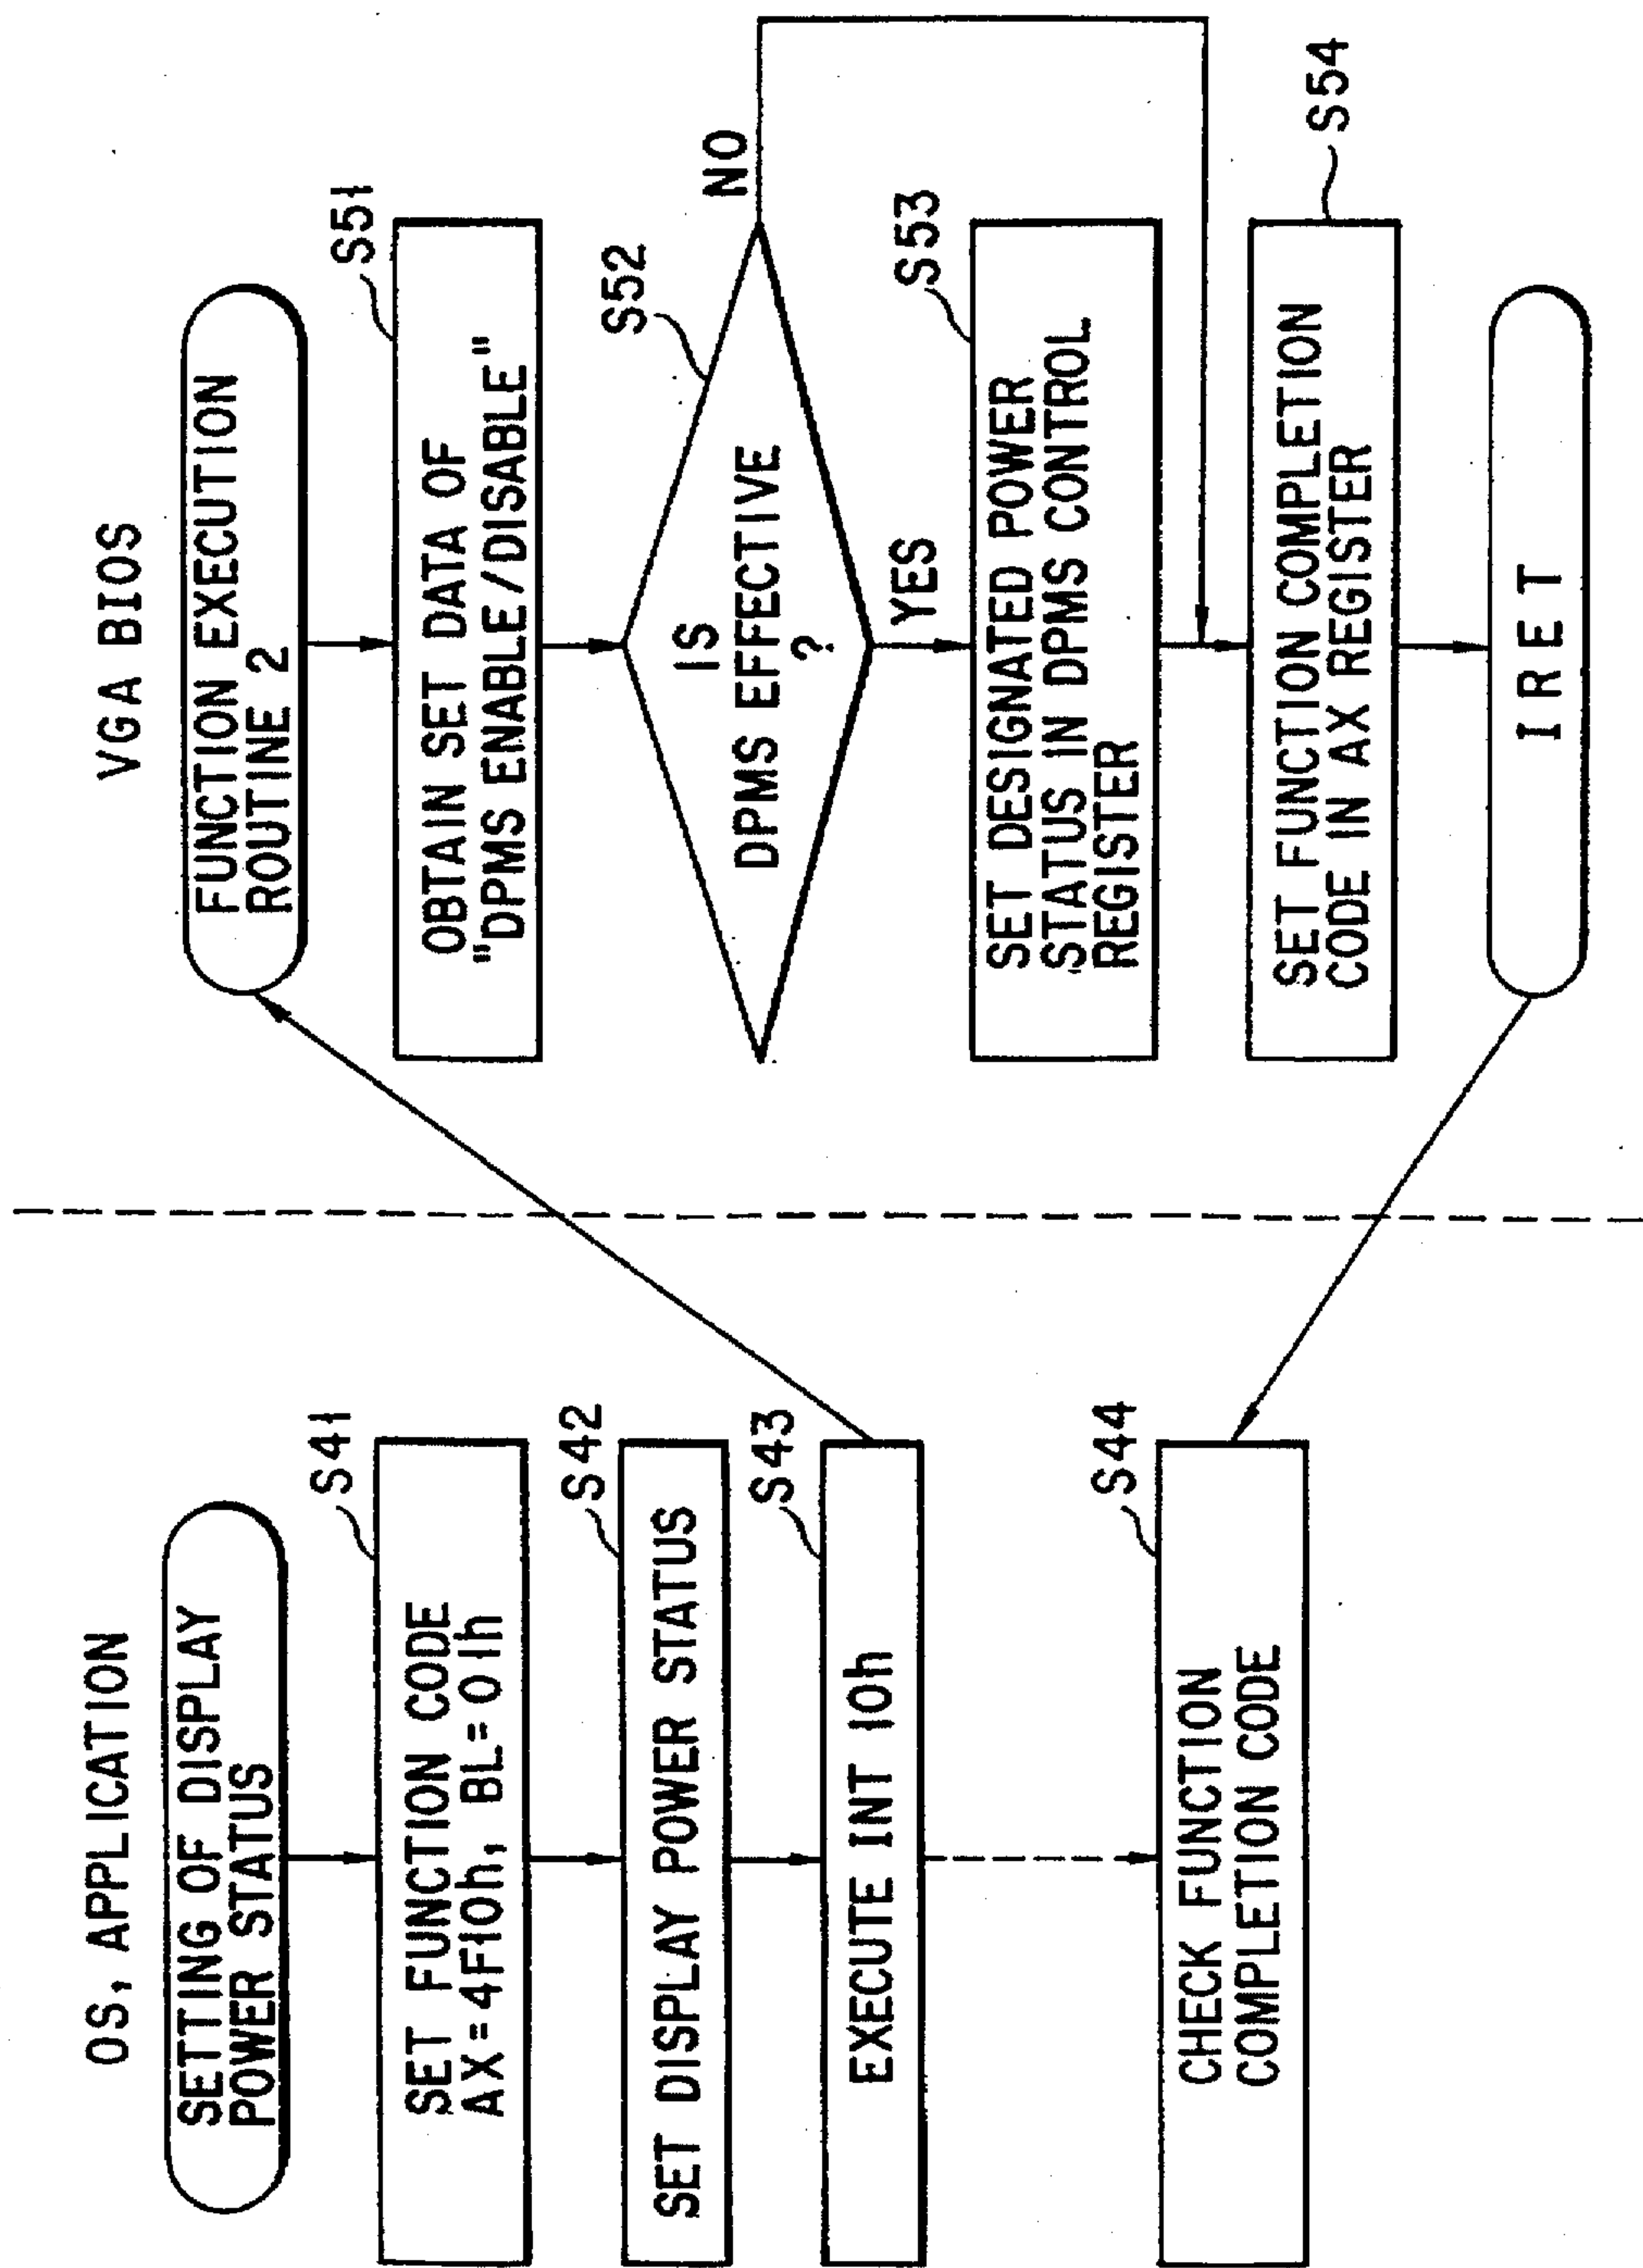 OS, APPLICATION
SETTING OF DISPLAY
POWER STATUS
S41
SET FUNCTION CODE
AX=4F10h, BL=01h
S42
SET DISPLAY POWER STATUS
S43
EXECUTE INT 10h
S44
CHECK FUNCTION
COMPLETION CODE
VGA BIOS
FUNCTION EXECUTION
ROUTINE 2
S51
OBTAIN SET DATA OF
"DPMS ENABLE/DISABLE"
S52
IS
DPMS EFFECTIVE
?
NO
YES
S53
SET DESIGNATED POWER
STATUS IN DPMS CONTROL
REGISTER
S54
SET FUNCTION COMPLETION
CODE IN AX REGISTER
IRET